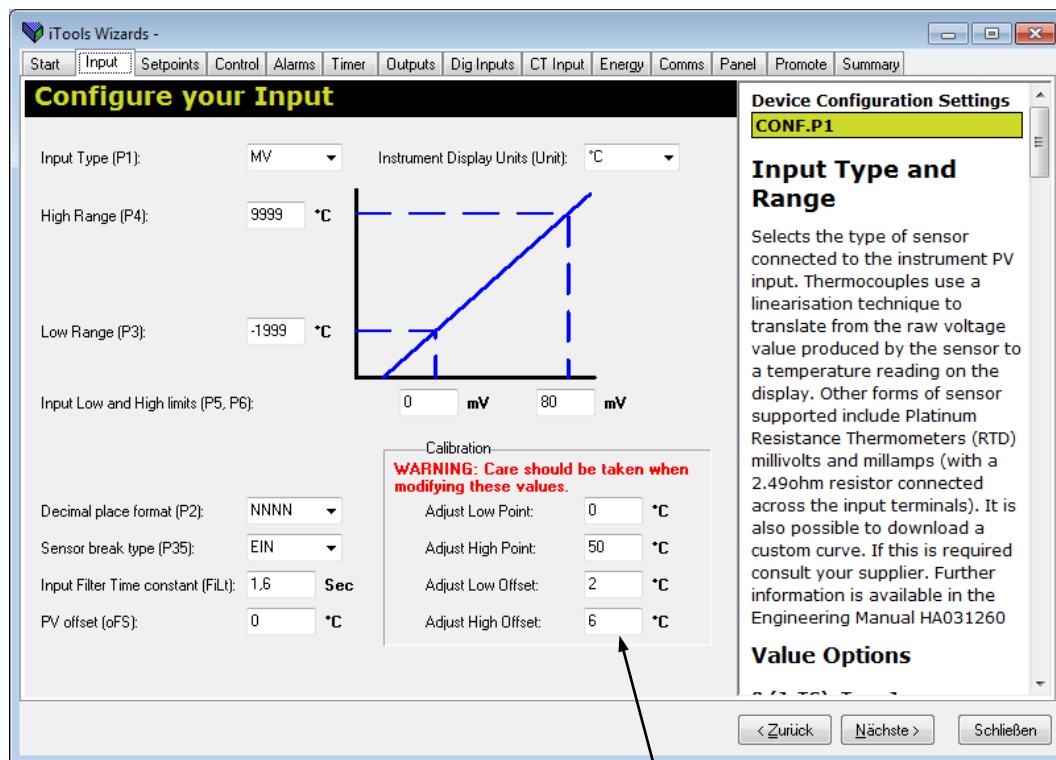 iTools Wizards -
Start Input Setpoints Control Alarms Timer Outputs Dig Inputs CT Input Energy Comms Panel Promote Summary
Configure your Input
Input Type (P1): MV Instrument Display Units (Unit): °C
High Range (P4): 9999 °C
Low Range (P3): -1999 °C
Input Low and High limits (P5, P6): 0 mV 80 mV
Calibration
WARNING: Care should be taken when
modifying these values.
Decimal place format (P2): NNNN Adjust Low Point: 0 °C
Sensor break type (P35): EIN Adjust High Point: 50 °C
Input Filter Time constant (FiLt): 1,6 Sec Adjust Low Offset: 2 °C
PV offset (oFS): 0 °C Adjust High Offset: 6 °C
Device Configuration Settings
CONF.P1
Input Type and
Range
Selects the type of sensor
connected to the instrument PV
input. Thermocouples use a
linearisation technique to
translate from the raw voltage
value produced by the sensor to
a temperature reading on the
display. Other forms of sensor
supported include Platinum
Resistance Thermometers (RTD)
millivolts and millamps (with a
2.49ohm resistor connected
across the input terminals). It is
also possible to download a
custom curve. If this is required
consult your supplier. Further
information is available in the
Engineering Manual HA031260
Value Options
< Zurück Nächste > Schließen